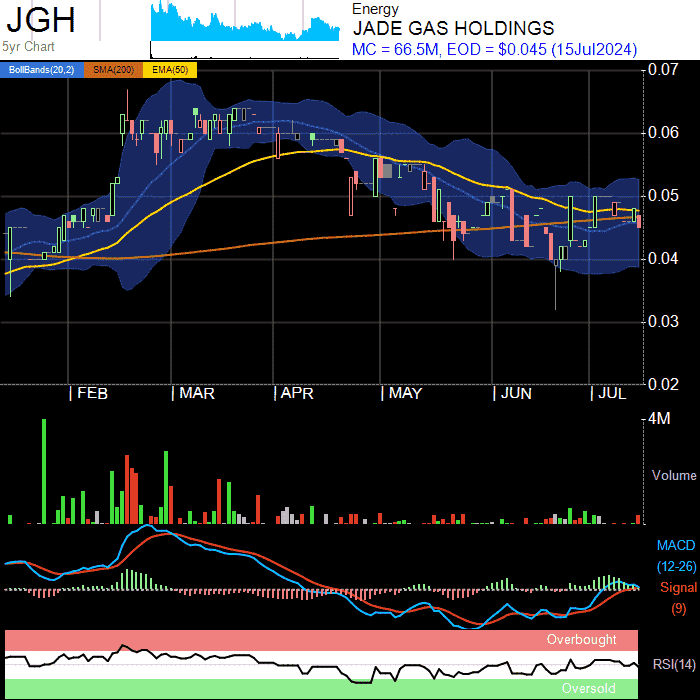 JGH
5yr Chart
Energy
JADE GAS HOLDINGS
MC = 66.5M, EOD = $0.045 (15Jul2024)
BollBands(20,2) SMA(200) EMA(50)
0.07
0.06
0.05
0.04
0.03
0.02
FEB MAR APR MAY JUN JUL
4M
Volume
MACD
(12-26)
Signal
(9)
Overbought
RSI(14)
Oversold